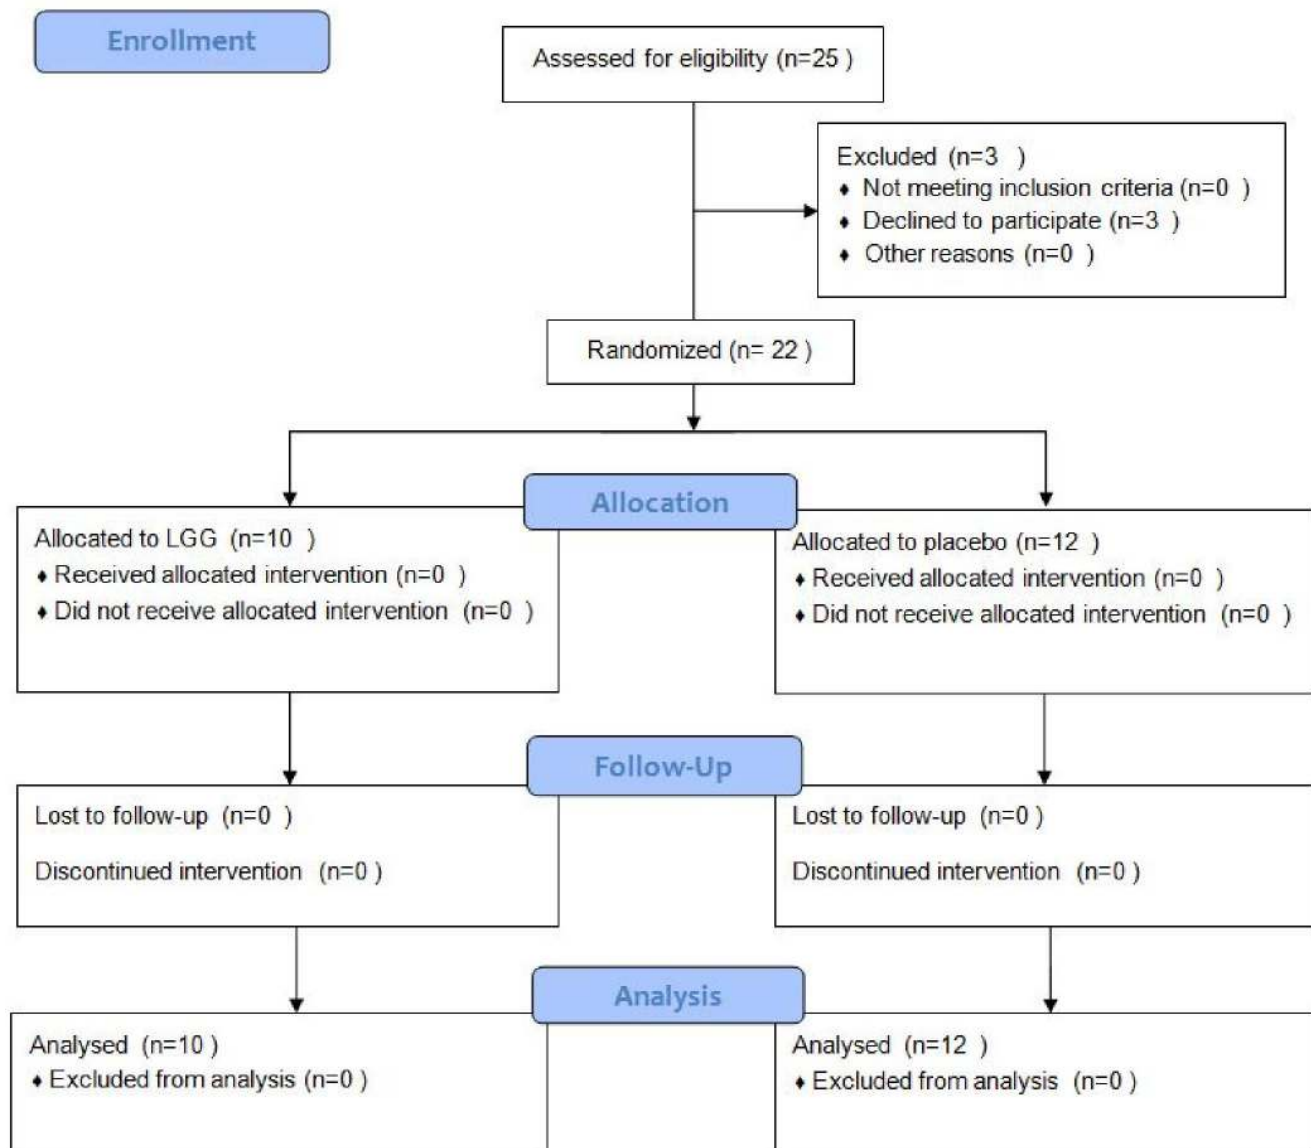 Enrollment
Assessed for eligibility (n=25 )
Excluded (n=3 )
♦ Not meeting inclusion criteria (n=0 )
♦ Declined to participate (n=3 )
♦ Other reasons (n=0 )
Randomized (n= 22 )
Allocation
Allocated to LGG (n=10 )
♦ Received allocated intervention (n=0 )
♦ Did not receive allocated intervention (n=0 )
Allocated to placebo (n=12 )
♦ Received allocated intervention (n=0 )
♦ Did not receive allocated intervention (n=0 )
Follow-Up
Lost to follow-up (n=0 )
Discontinued intervention (n=0 )
Lost to follow-up (n=0 )
Discontinued intervention (n=0 )
Analysis
Analysed (n=10 )
♦ Excluded from analysis (n=0 )
Analysed (n=12 )
♦ Excluded from analysis (n=0 )